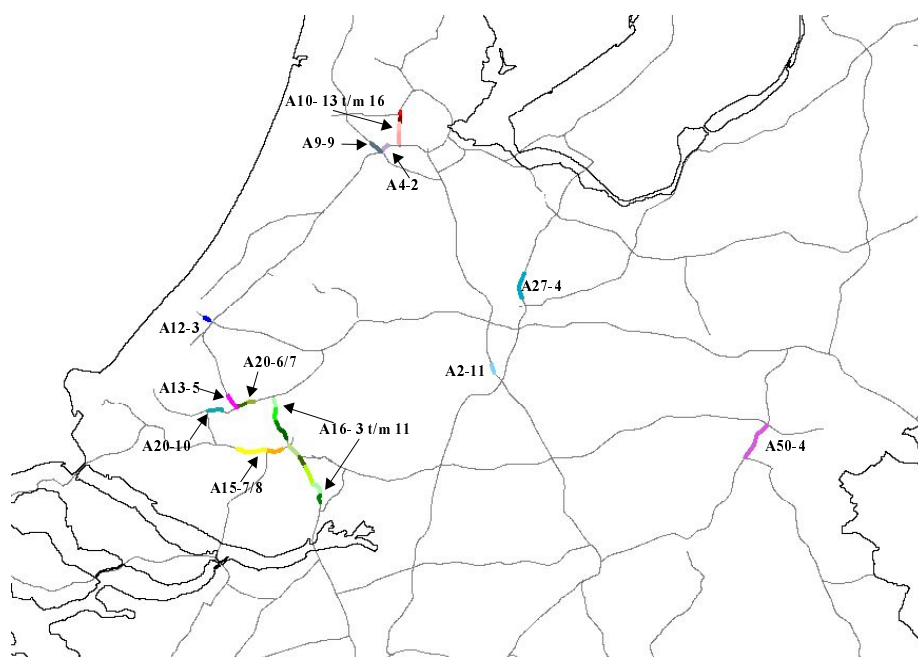 A10- 13 t/m 16
A9-9
A4-2
A27-4
A12-3
A20-6/7
A2-11
A13-5
A16- 3 t/m 11
A20-10
A50-4
A15-7/8